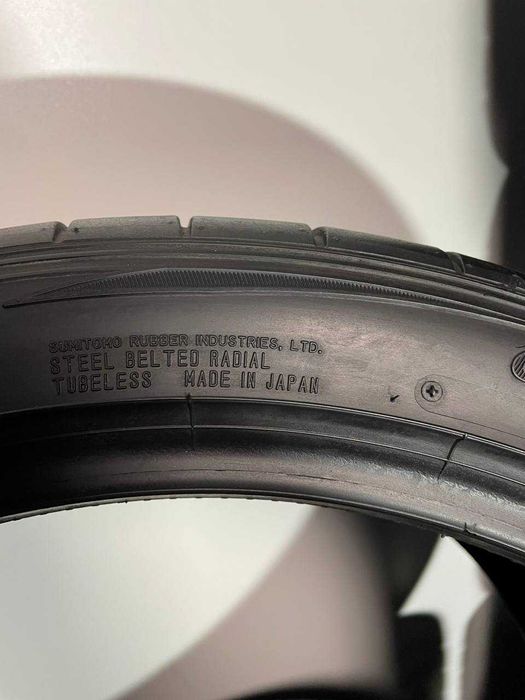 SUMITOMO RUBBER INDUSTRIES, LTD.
STEEL BELTED RADIAL
TUBELESS MADE IN JAPAN